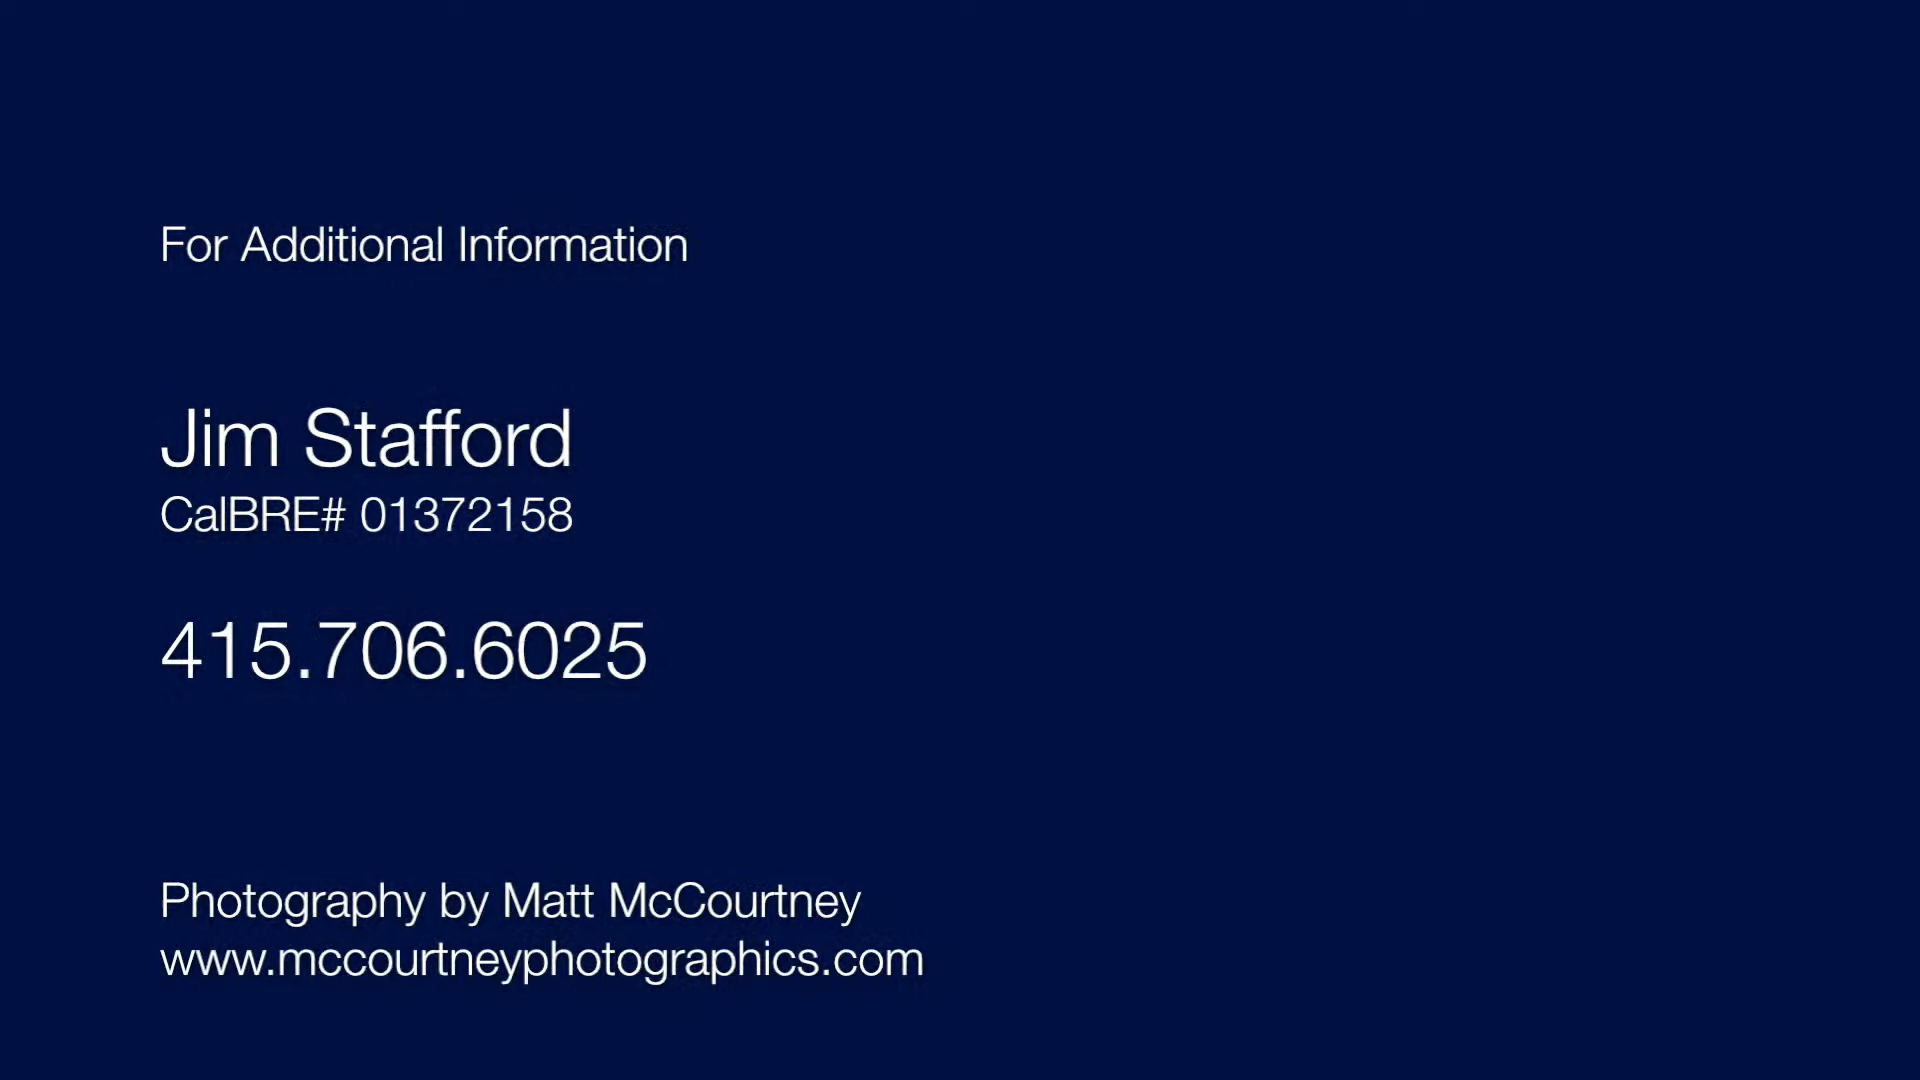 For Additional Information
Jim Stafford
CalBRE# 01372158
415.706.6025
Photography by Matt McCourtney
www.mccourtneyphotographics.com